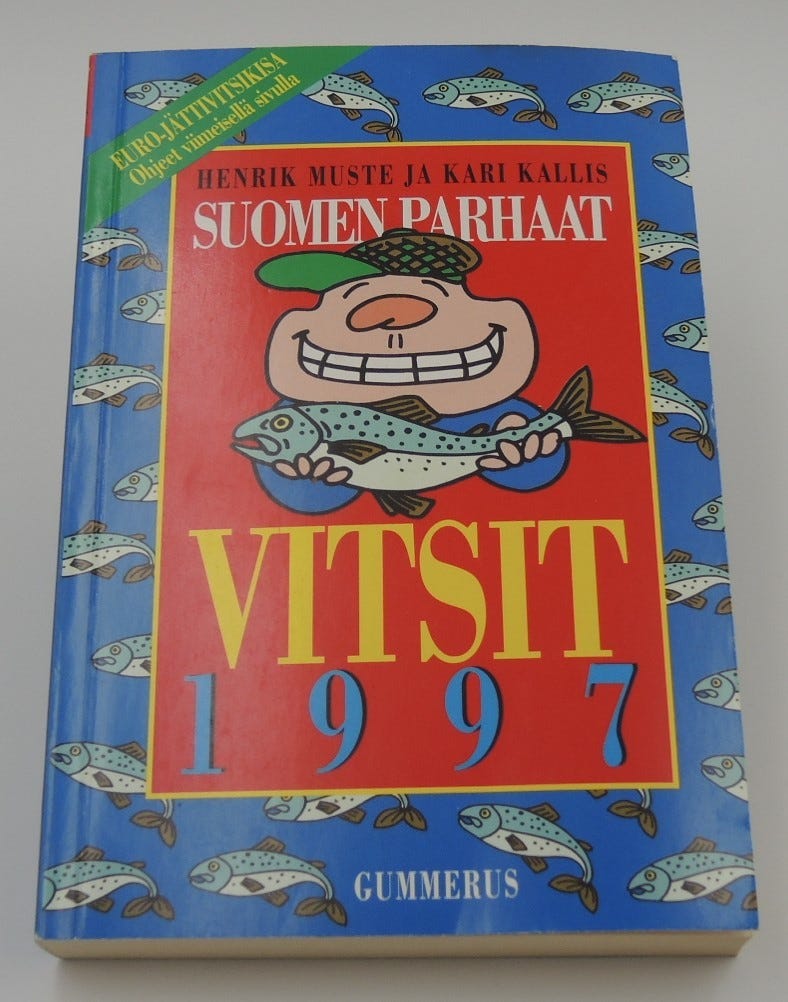 EURO-JÄTTIVITSIKISA
Ohjeet viimeisellä sivulla
HENRIK MUSTE JA KARI KALLIS
SUOMEN PARHAAT
VITSIT
1997
GUMMERUS